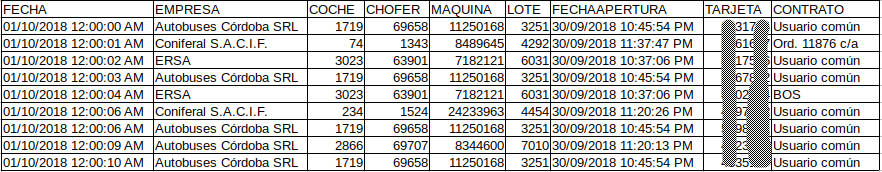 FECHA EMPRESA COCHE CHOFER MAQUINA LOTE FECHAAPERTURA TARJETA CONTRATO
01/10/2018 12:00:00 AM Autobuses Córdoba SRL 1719 69658 11250168 3251 30/09/2018 10:45:54 PM Usuario común
01/10/2018 12:00:01 AM Coniferal S.A.C.I.F. 74 1343 8489645 4292 30/09/2018 11:37:47 PM Ord. 11876 c/a
01/10/2018 12:00:02 AM ERSA 3023 63901 7182121 6031 30/09/2018 10:37:06 PM Usuario común
01/10/2018 12:00:03 AM Autobuses Córdoba SRL 1719 69658 11250168 3251 30/09/2018 10:45:54 PM Usuario común
01/10/2018 12:00:04 AM ERSA 3023 63901 7182121 6031 30/09/2018 10:37:06 PM BOS
01/10/2018 12:00:06 AM Coniferal S.A.C.I.F. 234 1524 24233963 4454 30/09/2018 11:20:26 PM Usuario común
01/10/2018 12:00:06 AM Autobuses Córdoba SRL 1719 69658 11250168 3251 30/09/2018 10:45:54 PM Usuario común
01/10/2018 12:00:09 AM Autobuses Córdoba SRL 2866 69707 8344600 7010 30/09/2018 11:20:13 PM Usuario común
01/10/2018 12:00:10 AM Autobuses Córdoba SRL 1719 69658 11250168 3251 30/09/2018 10:45:54 PM Usuario común